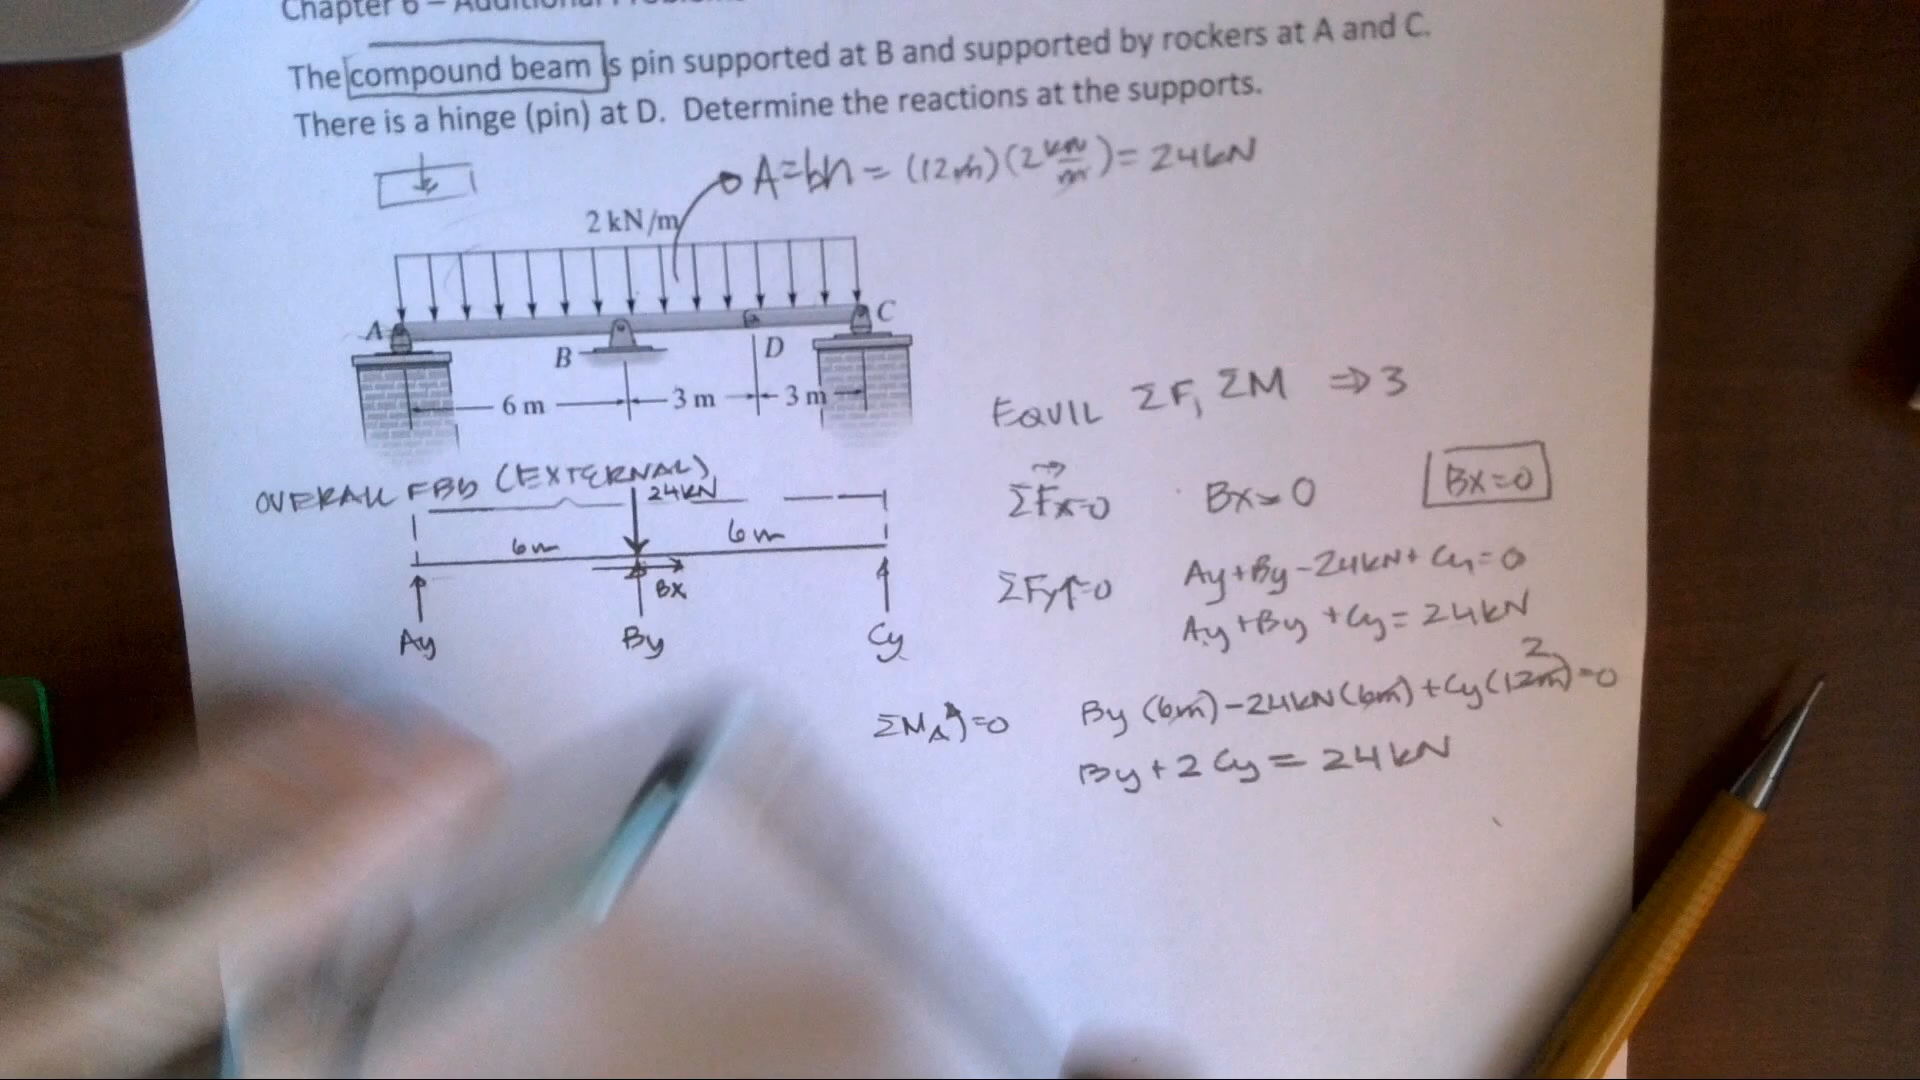 Chapter 6 – Additional
The compound beam is pin supported at B and supported by rockers at A and C.
There is a hinge (pin) at D. Determine the reactions at the supports.
A=bh = (12m)(2 kN/m) = 24kN
2 kN/m
A
B
D
C
6 m
3 m
3 m
EQUIL ΣF, ΣM ⇒ 3
OVERALL FBD (EXTERNAL)
24kN
6m
6m
Bx
Ay
By
Cy
ΣFx=0 Bx=0 Bx=0
ΣFy↑=0 Ay+By-24kN+Cy=0
Ay+By+Cy=24kN
ΣMA=0 By(6m)-24kN(6m)+Cy(12m)=0
2
By+2Cy=24kN